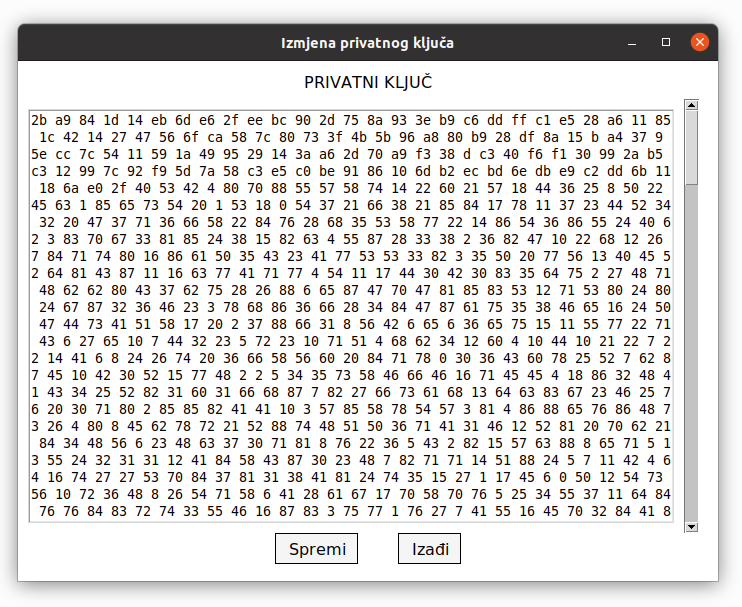 Izmjena privatnog ključa
PRIVATNI KLJUČ
2b a9 84 1d 14 eb 6d e6 2f ee bc 90 2d 75 8a 93 3e b9 c6 dd ff c1 e5 28 a6 11 85
1c 42 14 27 47 56 6f ca 58 7c 80 73 3f 4b 5b 96 a8 80 b9 28 df 8a 15 b a4 37 9
5e cc 7c 54 11 59 1a 49 95 29 14 3a a6 2d 70 a9 f3 38 d c3 40 f6 f1 30 99 2a b5
c3 12 99 7c 92 f9 5d 7a 58 c3 e5 c0 be 91 86 10 6d b2 ec bd 6e db e9 c2 dd 6b 11
18 6a e0 2f 40 53 42 4 80 70 88 55 57 58 74 14 22 60 21 57 18 44 36 25 8 50 22
45 63 1 85 65 73 54 20 1 53 18 0 54 37 21 66 38 21 85 84 17 78 11 37 23 44 52 34
32 20 47 37 71 36 66 58 22 84 76 28 68 35 53 58 77 22 14 86 54 36 86 55 24 40 6
2 3 83 70 67 33 81 85 24 38 15 82 63 4 55 87 28 33 38 2 36 82 47 10 22 68 12 26
7 84 71 74 80 16 86 61 50 35 43 23 41 77 53 53 33 82 3 35 50 20 77 56 13 40 45 5
2 64 81 43 87 11 16 63 77 41 71 77 4 54 11 17 44 30 42 30 83 35 64 75 2 27 48 71
48 62 62 80 43 37 62 75 28 26 88 6 65 87 47 70 47 81 85 83 53 12 71 53 80 24 80
24 67 87 32 36 46 23 3 78 68 86 36 66 28 34 84 47 87 61 75 35 38 46 65 16 24 50
47 44 73 41 51 58 17 20 2 37 88 66 31 8 56 42 6 65 6 36 65 75 15 11 55 77 22 71
43 6 27 65 10 7 44 32 23 5 72 23 10 71 51 4 68 62 34 12 60 4 10 44 10 21 22 7 2
2 14 41 6 8 24 26 74 20 36 66 58 56 60 20 84 71 78 0 30 36 43 60 78 25 52 7 62 8
7 45 10 42 30 52 15 77 48 2 2 5 34 35 73 58 46 66 46 16 71 45 45 4 18 86 32 48 4
1 43 34 25 52 82 31 60 31 66 68 87 7 82 27 66 73 61 68 13 64 63 83 67 23 46 25 7
6 20 30 71 80 2 85 85 82 41 41 10 3 57 85 58 78 54 57 3 81 4 86 88 65 76 86 48 7
3 26 4 80 8 45 62 78 72 21 52 88 74 48 51 50 36 71 41 31 46 12 52 81 20 70 62 21
84 34 48 56 6 23 48 63 37 30 71 81 8 76 22 36 5 43 2 82 15 57 63 88 8 65 71 5 1
3 55 24 32 31 31 12 41 84 58 43 87 30 23 48 7 82 71 71 14 51 88 24 5 7 11 42 4 6
4 16 74 27 27 53 70 84 37 81 31 38 41 81 24 74 35 15 27 1 17 45 6 0 50 12 54 73
56 10 72 36 48 8 26 54 71 58 6 41 28 61 67 17 70 58 70 76 5 25 34 55 37 11 64 84
76 76 84 83 72 74 33 55 46 16 87 83 3 75 77 1 76 27 7 41 55 16 45 70 32 84 41 8
Spremi Izađi